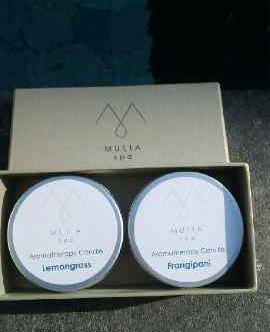 MULIA
spa
MULIA
spa
Aromatherapy Candle
Lemongrass
MULIA
spa
Aromatherapy Candle
Frangipani